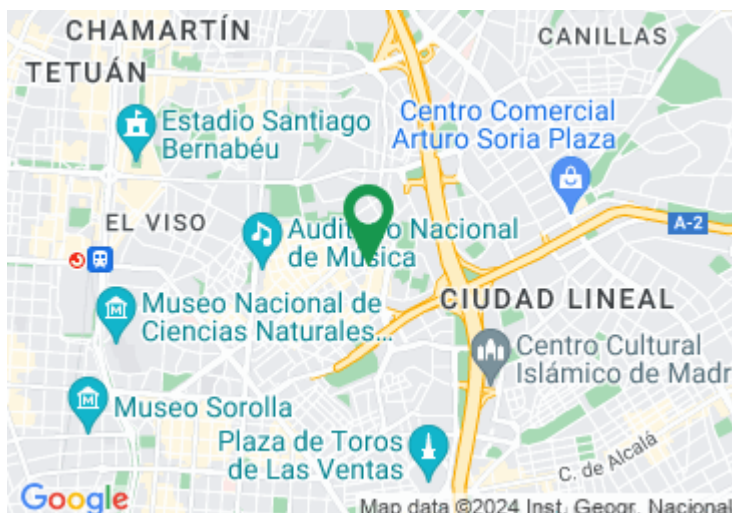 CHAMARTÍN
TETUÁN
CANILLAS
Estadio Santiago
Bernabéu
Centro Comercial
Arturo Soria Plaza
EL VISO
A-2
Nacional
de Música
Museo Nacional de
Ciencias Naturales...
CIUDAD LINEAL
Centro Cultural
Islámico de Madr
Museo Sorolla
Plaza de Toros
de Las Ventas
C. de Alcalá
Google
Map data ©2024 Inst. Geogr. Nacional